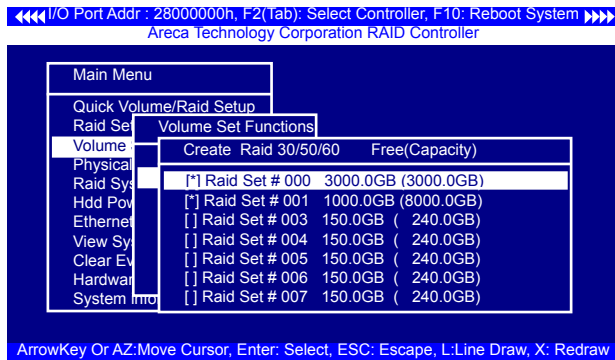 I/O Port Addr : 28000000h, F2(Tab): Select Controller, F10: Reboot System
Areca Technology Corporation RAID Controller
Main Menu
Quick Volume/Raid Setup
Raid Set
Volume Set Functions
Volume S
Create Raid 30/50/60 Free(Capacity)
Physical
Raid Sys
[*] Raid Set # 000 3000.0GB (3000.0GB)
Hdd Pow
[*] Raid Set # 001 1000.0GB (8000.0GB)
Ethernet
[ ] Raid Set # 003 150.0GB ( 240.0GB)
View Sys
[ ] Raid Set # 004 150.0GB ( 240.0GB)
Clear Ev
[ ] Raid Set # 005 150.0GB ( 240.0GB)
Hardwar
[ ] Raid Set # 006 150.0GB ( 240.0GB)
System Info
[ ] Raid Set # 007 150.0GB ( 240.0GB)
ArrowKey Or AZ:Move Cursor, Enter: Select, ESC: Escape, L:Line Draw, X: Redraw